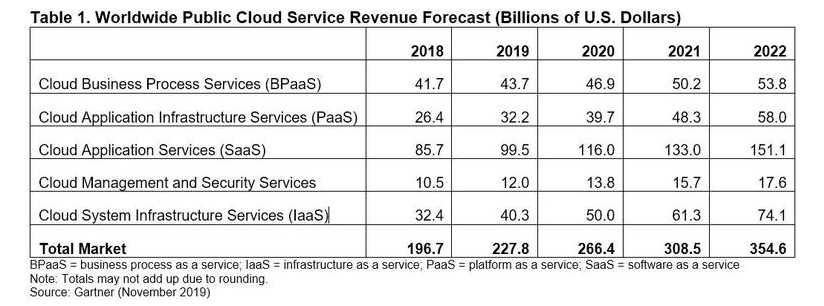 Table 1. Worldwide Public Cloud Service Revenue Forecast (Billions of U.S. Dollars)
2018 2019 2020 2021 2022
Cloud Business Process Services (BPaaS) 41.7 43.7 46.9 50.2 53.8
Cloud Application Infrastructure Services (PaaS) 26.4 32.2 39.7 48.3 58.0
Cloud Application Services (SaaS) 85.7 99.5 116.0 133.0 151.1
Cloud Management and Security Services 10.5 12.0 13.8 15.7 17.6
Cloud System Infrastructure Services (IaaS) 32.4 40.3 50.0 61.3 74.1
Total Market 196.7 227.8 266.4 308.5 354.6
BPaaS = business process as a service; IaaS = infrastructure as a service; PaaS = platform as a service; SaaS = software as a service
Note: Totals may not add up due to rounding.
Source: Gartner (November 2019)